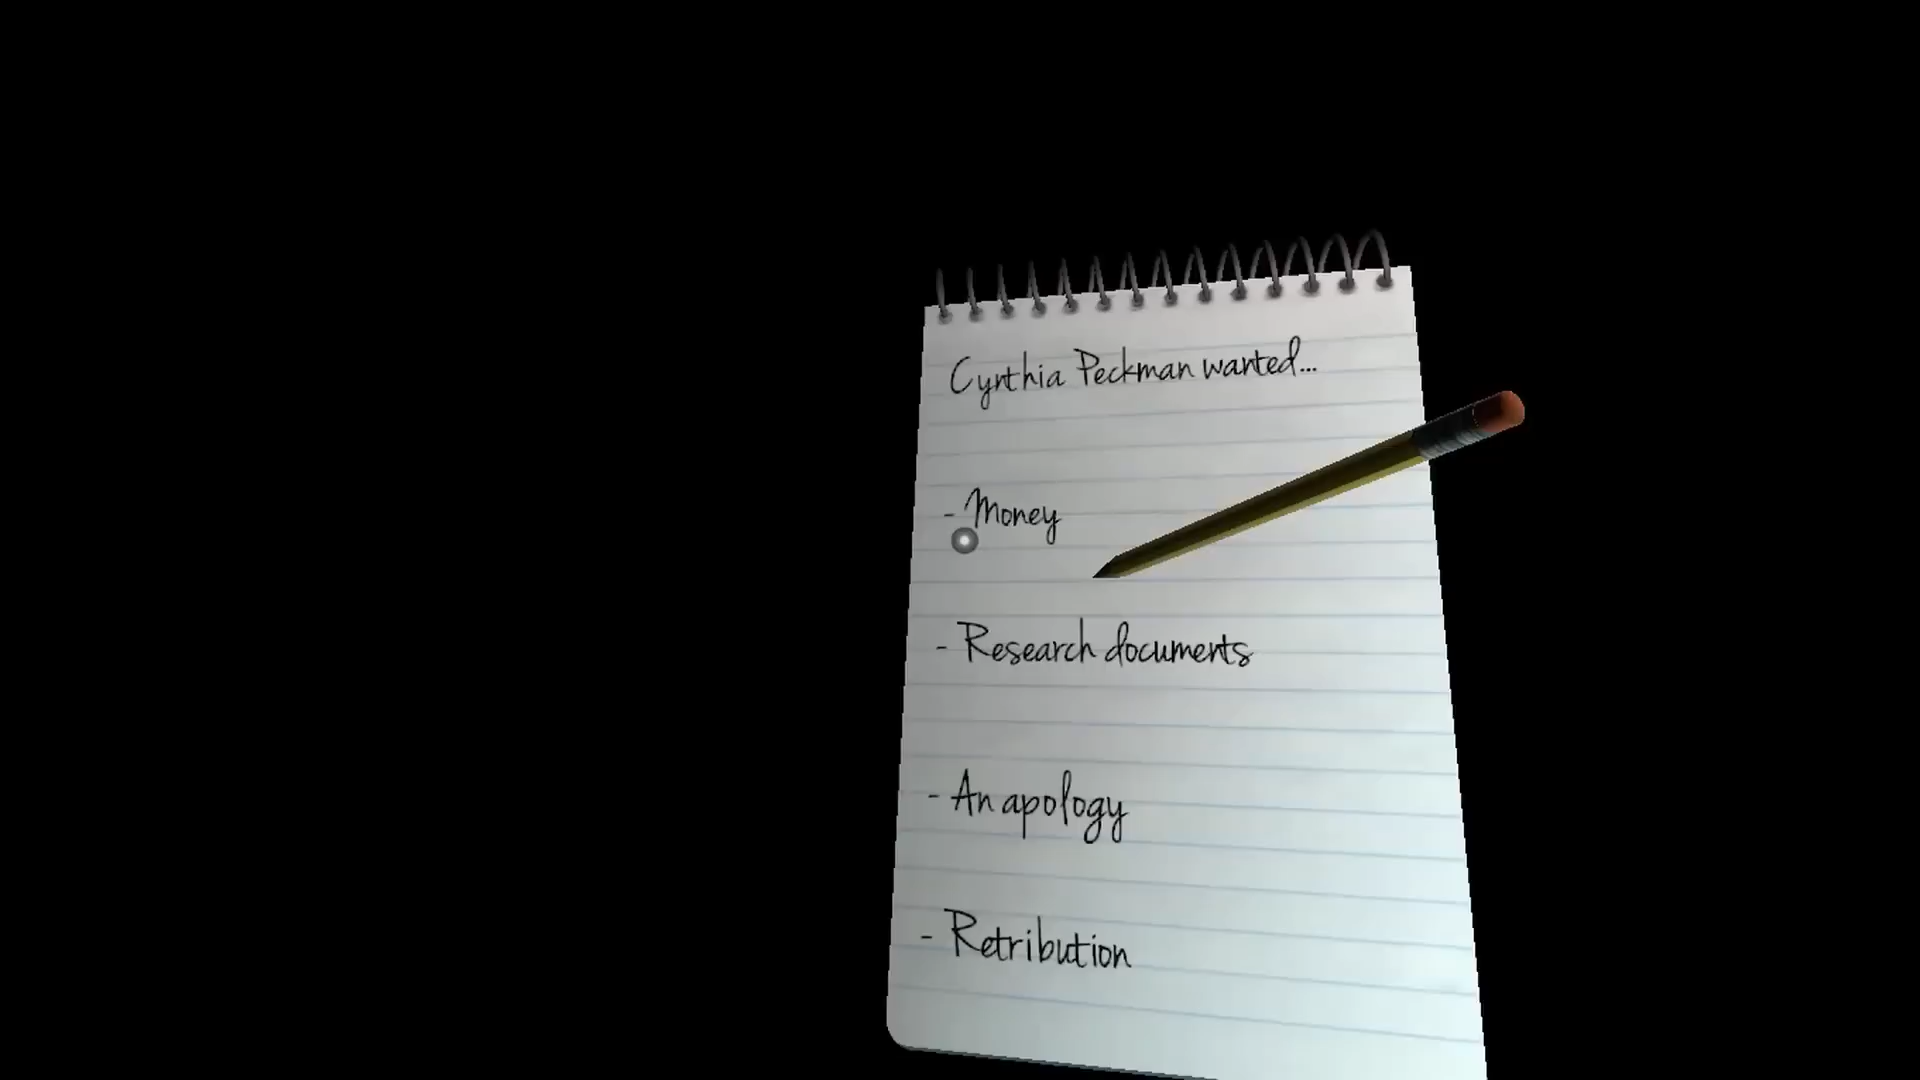 Cynthia Peckman wanted...
- Money
- Research documents
- An apology
- Retribution